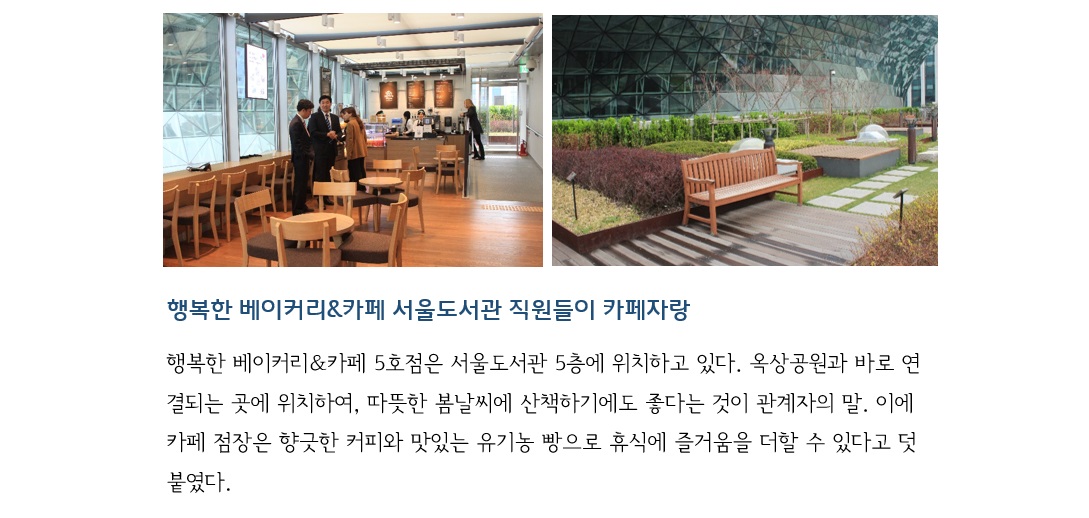 행복한 베이커리&카페 서울도서관 직원들이 카페자랑
행복한 베이커리&카페 5호점은 서울도서관 5층에 위치하고 있다. 옥상공원과 바로 연
결되는 곳에 위치하여, 따뜻한 봄날씨에 산책하기에도 좋다는 것이 관계자의 말. 이에
카페 점장은 향긋한 커피와 맛있는 유기농 빵으로 휴식에 즐거움을 더할 수 있다고 덧
붙였다.